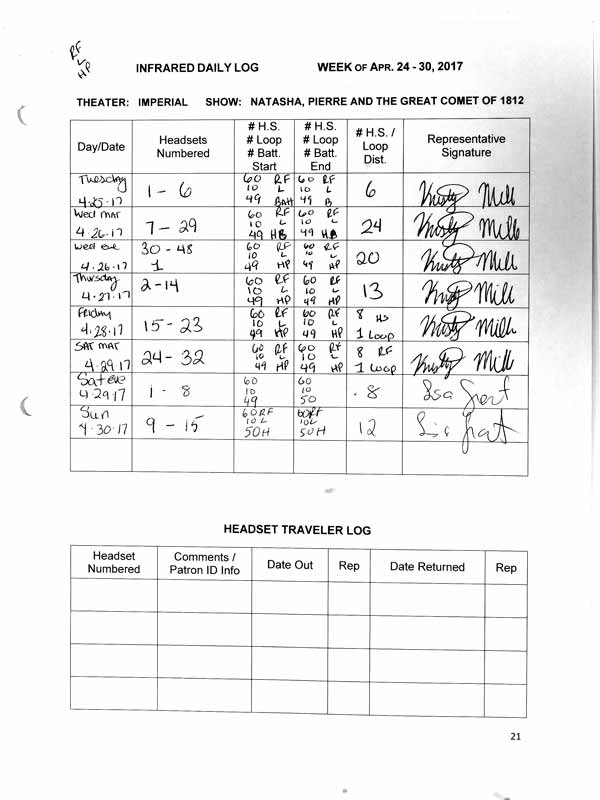 RF
L
HP
INFRARED DAILY LOG WEEK OF APR. 24 - 30, 2017
THEATER: IMPERIAL SHOW: NATASHA, PIERRE AND THE GREAT COMET OF 1812
Day/Date Headsets Numbered # H.S. # Loop # Batt. Start # H.S. # Loop # Batt. End # H.S. / Loop Dist. Representative Signature
Tuesday 4.25.17 1 - 6 60 RF 10 L 49 BAtt 60 RF 10 L 49 B 6 Kristy Mill
Wed mat 4.26.17 7 - 29 60 RF 10 L 49 HB 60 RF 10 L 49 HB 24 Kristy Mill
Wed eve 4.26.17 30 - 48 1 60 RF 10 L 49 HP 60 RF 10 L 49 HP 20 Kristy Mill
Thursday 4.27.17 2 - 14 60 RF 10 L 49 HP 60 RF 10 L 49 HP 13 Kristy Mill
Friday 4.28.17 15 - 23 60 RF 10 L 49 HP 60 RF 10 L 49 HP 8 HS 1 Loop Kristy Mill
SAt mat 4.29.17 24 - 32 60 RF 10 L 49 HP 60 RF 10 L 49 HP 8 RF 1 Loop Kristy Mill
Sat eve 4.29.17 1 - 8 60 10 49 60 10 50 8 Lisa
Sun 4.30.17 9 - 15 60RF 10L 50H 60RF 10L 50H 12
HEADSET TRAVELER LOG
Headset Numbered Comments / Patron ID Info Date Out Rep Date Returned Rep
21